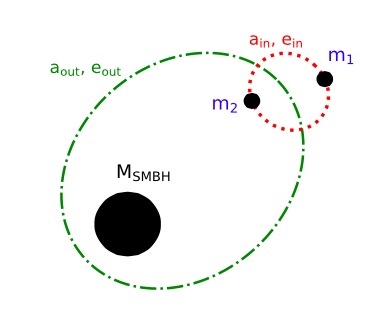 a_in, e_in
m_1
a_out, e_out
m_2
M_SMBH